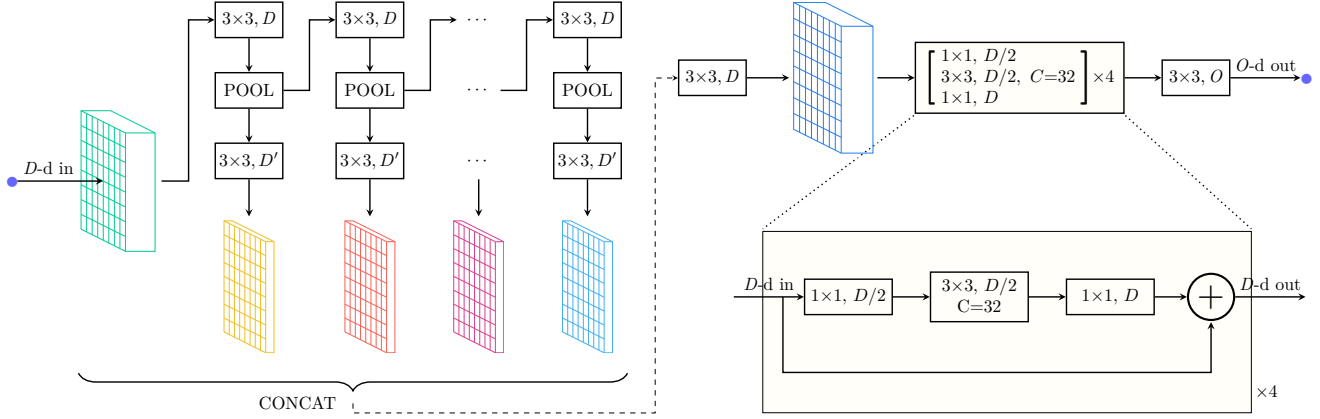 3×3, D
3×3, D
···
3×3, D
POOL
POOL
···
POOL
3×3, D′
3×3, D′
···
3×3, D′
D-d in
CONCAT
3×3, D
1×1, D/2
3×3, D/2, C=32
1×1, D
×4
3×3, O
O-d out
D-d in
1×1, D/2
3×3, D/2
C=32
1×1, D
D-d out
×4